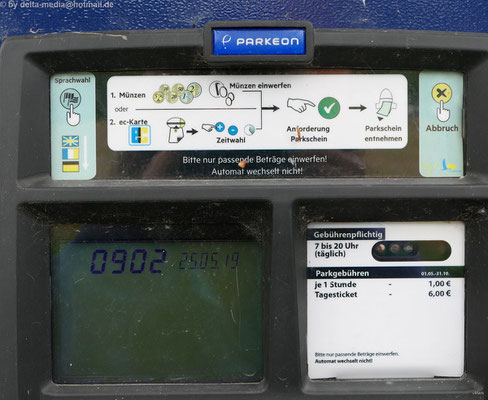 © by delta-media@hotmail.de
PARKEON
Sprachwahl
1. Münzen
Münzen einwerfen
oder
2. ec-Karte
Zeitwahl
Anforderung
Parkschein
Parkschein
entnehmen
Abbruch
Bitte nur passende Beträge einwerfen!
Automat wechselt nicht!
0902 25.05.19
Gebührenpflichtig
7 bis 20 Uhr
(täglich)
Parkgebühren 01.05.-31.10.
je 1 Stunde - 1,00 €
Tagesticket - 6,00 €
Bitte nur passende Beträge einwerfen.
Automat wechselt nicht!